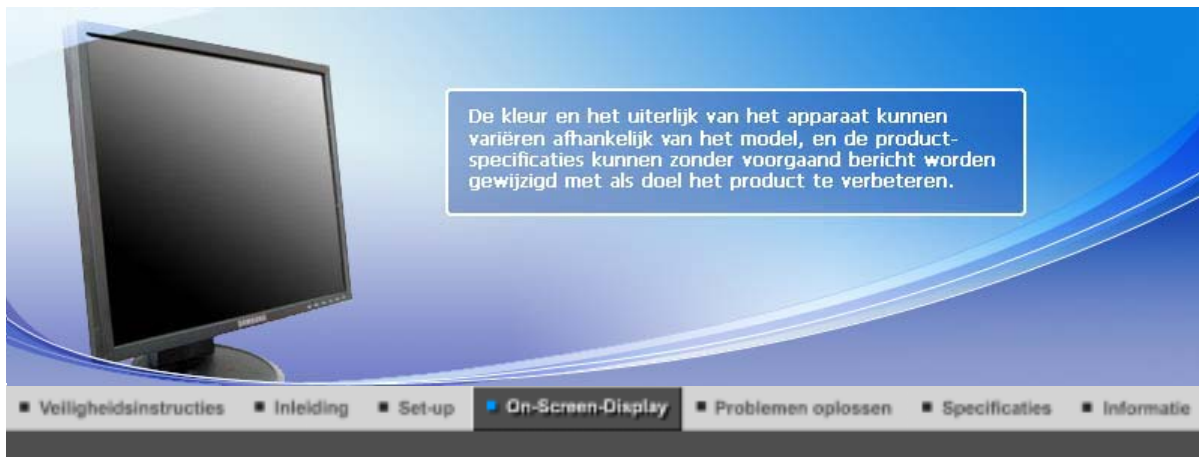 De kleur en het uiterlijk van het apparaat kunnen
variëren afhankelijk van het model, en de product-
specificaties kunnen zonder voorgaand bericht worden
gewijzigd met als doel het product te verbeteren.
SAMSUNG
Veiligheidsinstructies Inleiding Set-up On-Screen-Display Problemen oplossen Specificaties Informatie